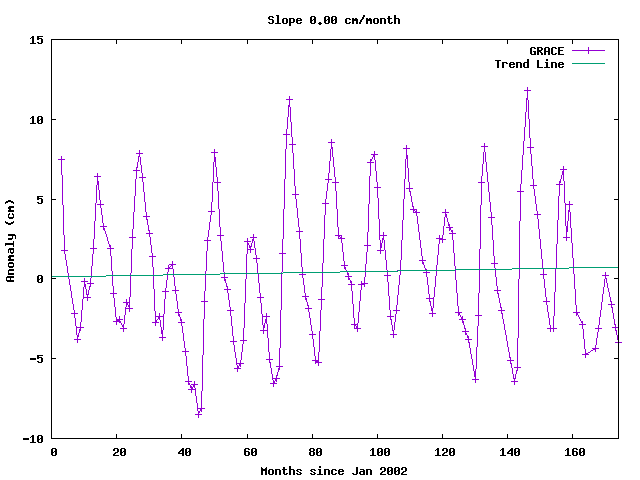 Slope 0.00 cm/month
GRACE
Trend Line
15
10
5
0
-5
-10
Anomaly (cm)
0 20 40 60 80 100 120 140 160
Months since Jan 2002